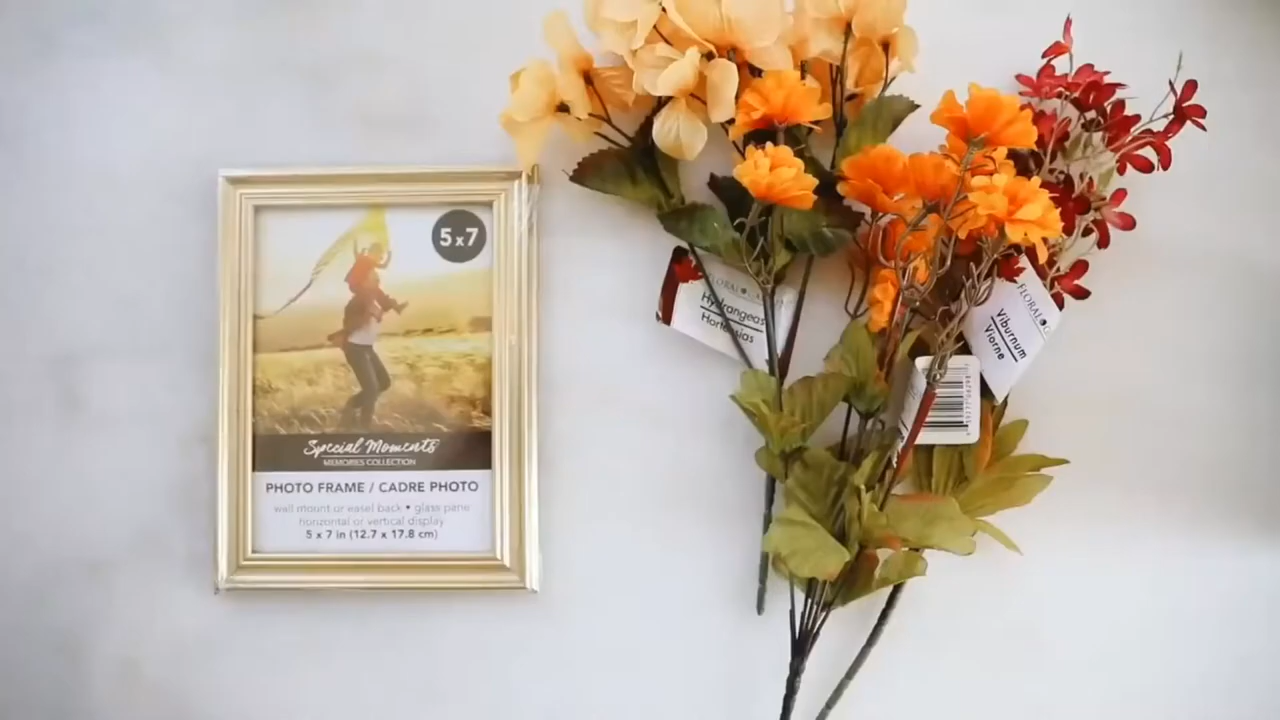 5x7
Special Moments
MEMORIES COLLECTION
PHOTO FRAME / CADRE PHOTO
wall mount or easel back • glass pane
horizontal or vertical display
5 x 7 in (12.7 x 17.8 cm)
Hydrangeas
Hortensias
FLORAL
Viburnum
Viorne